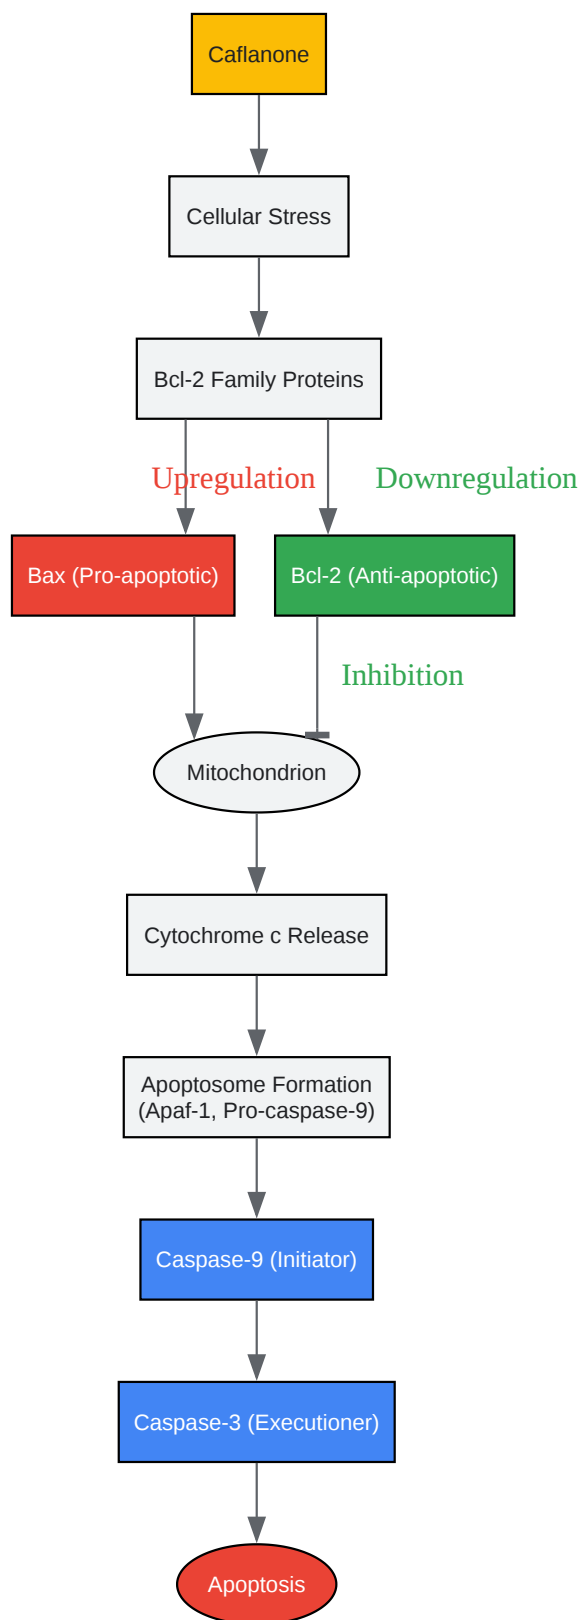 Caflanone
Cellular Stress
Bcl-2 Family Proteins
Upregulation
Downregulation
Bax (Pro-apoptotic)
Bcl-2 (Anti-apoptotic)
Inhibition
Mitochondrion
Cytochrome c Release
Apoptosome Formation
(Apaf-1, Pro-caspase-9)
Caspase-9 (Initiator)
Caspase-3 (Executioner)
Apoptosis